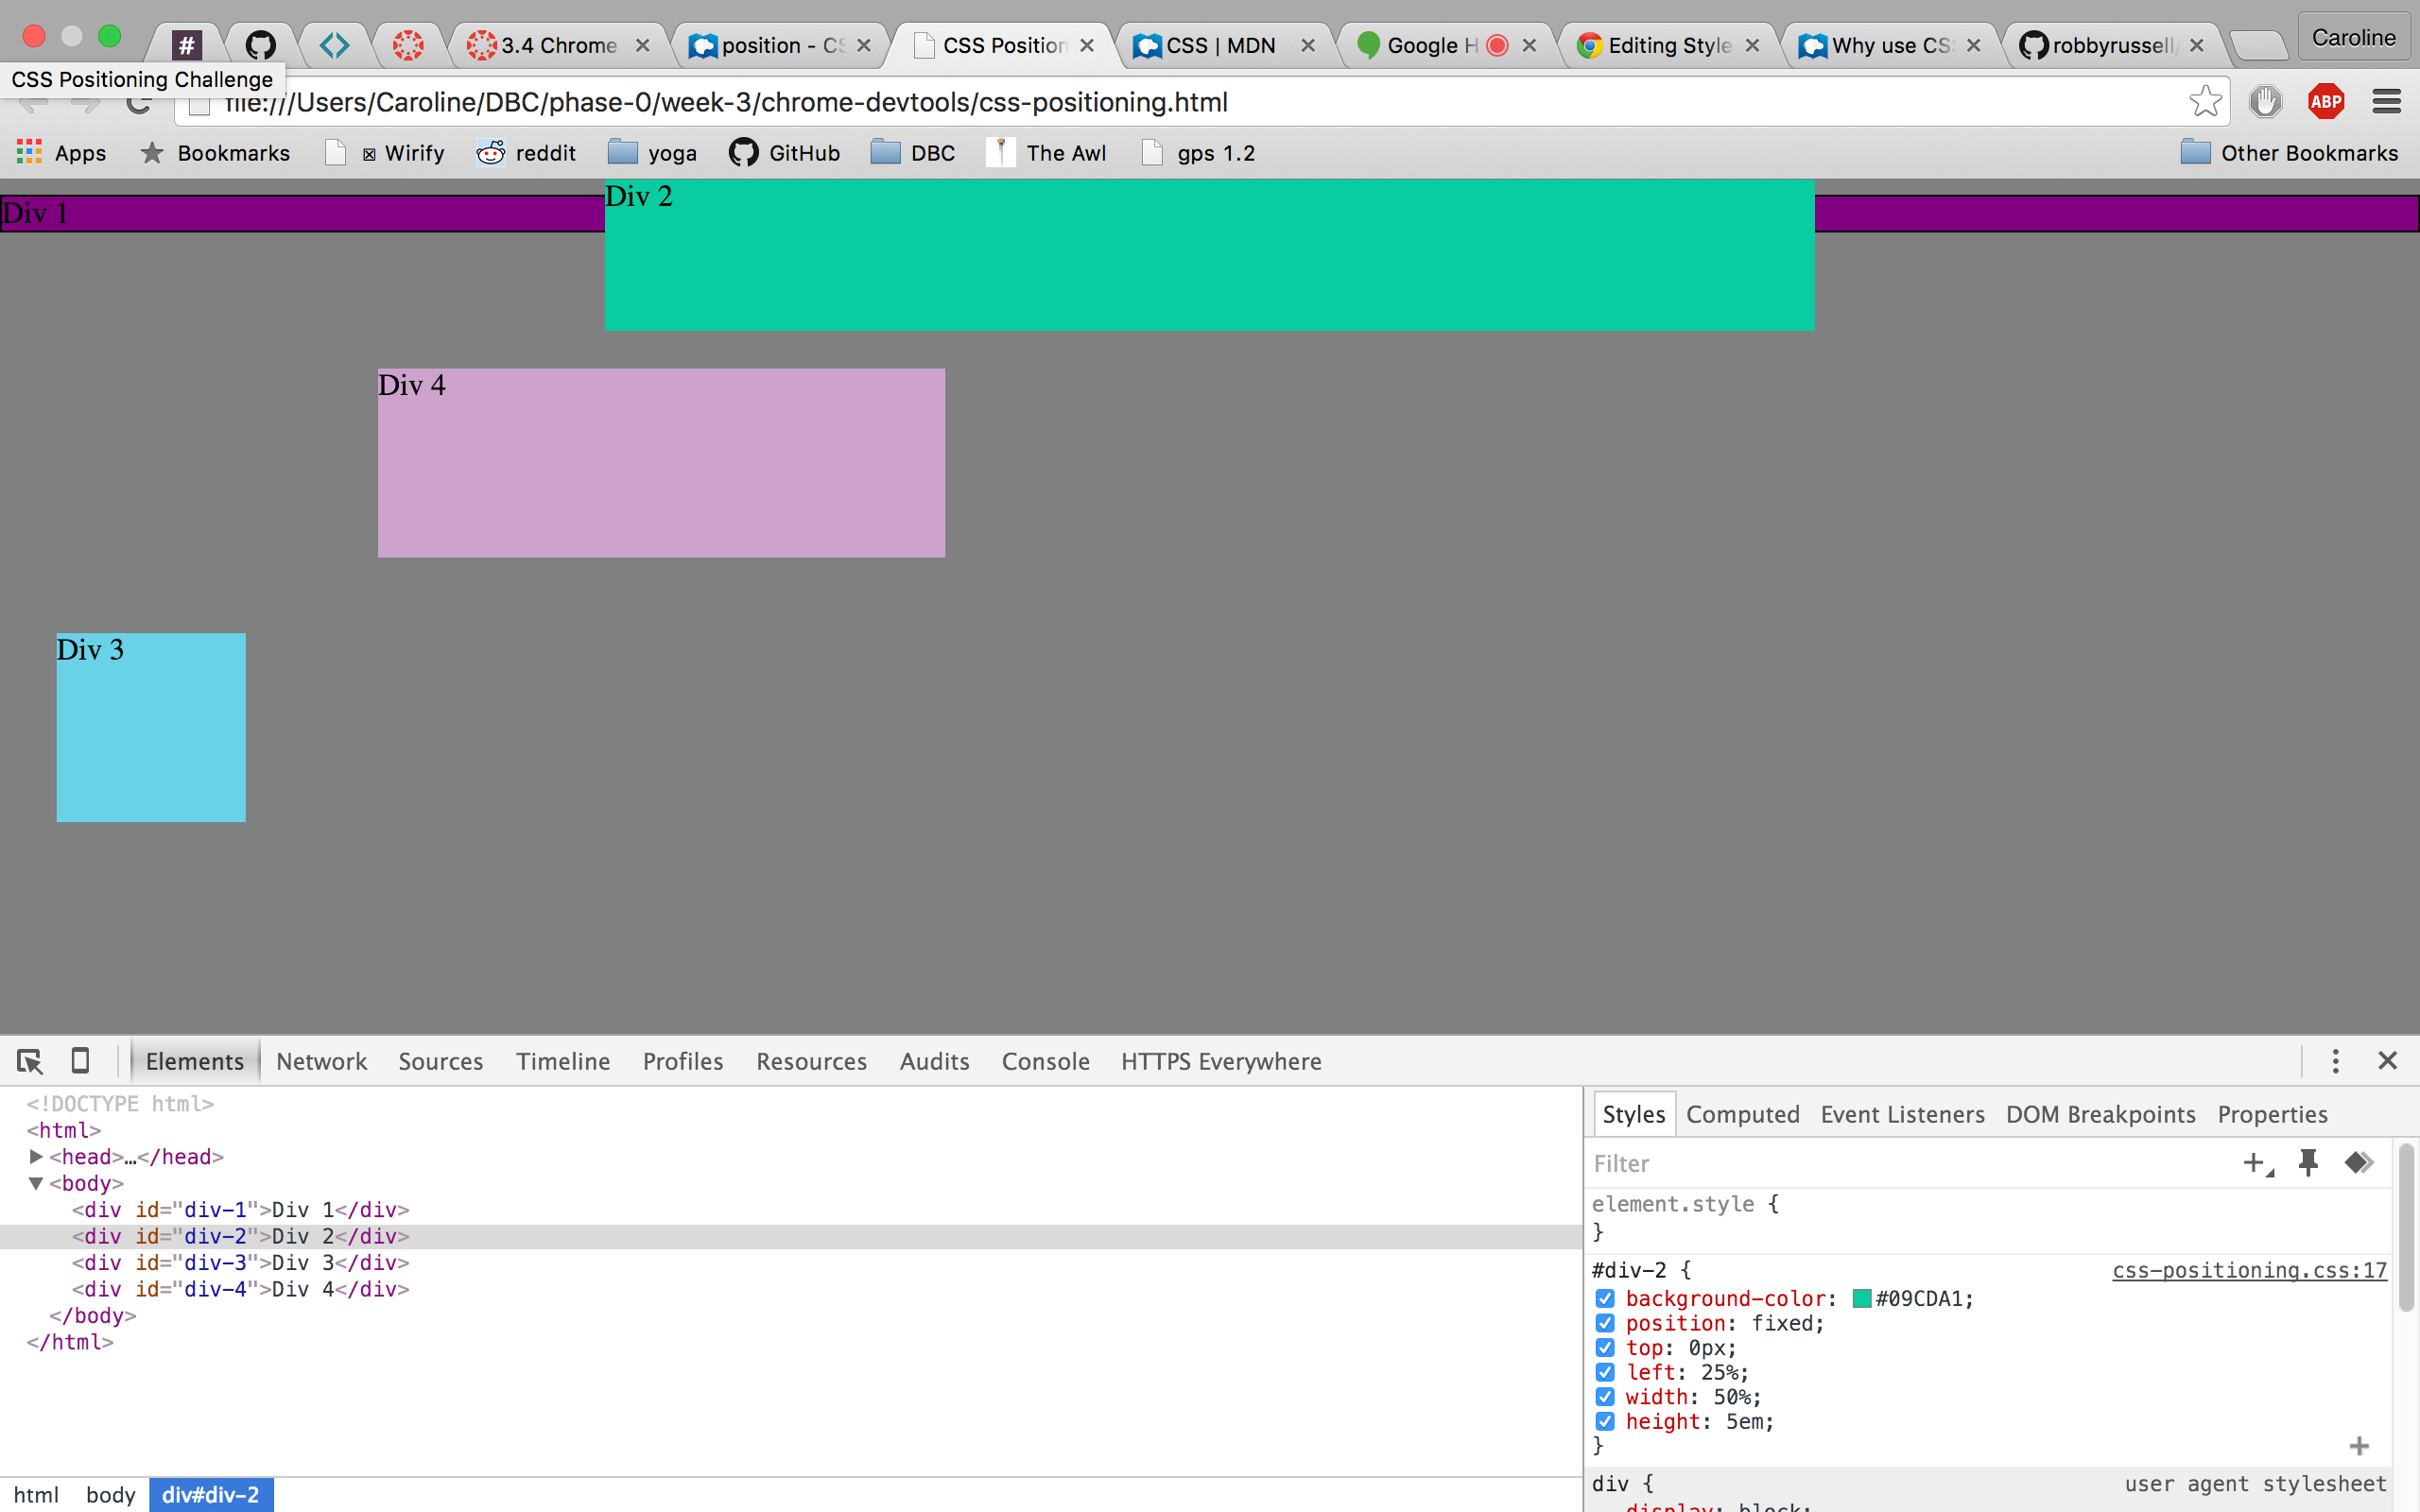 # 3.4 Chrome position - CS CSS Position CSS | MDN Google H Editing Style Why use CSS robbyrussell/ Caroline
CSS Positioning Challenge
file:///Users/Caroline/DBC/phase-0/week-3/chrome-devtools/css-positioning.html ABP
Apps Bookmarks Wirify reddit yoga GitHub DBC The Awl gps 1.2 Other Bookmarks
Div 2
Div 1
Div 4
Div 3
Elements Network Sources Timeline Profiles Resources Audits Console HTTPS Everywhere
<!DOCTYPE html>
<html>
<head>…</head>
<body>
<div id="div-1">Div 1</div>
<div id="div-2">Div 2</div>
<div id="div-3">Div 3</div>
<div id="div-4">Div 4</div>
</body>
</html>
html body div#div-2
Styles Computed Event Listeners DOM Breakpoints Properties
Filter
element.style {
}
#div-2 { css-positioning.css:17
background-color: #09CDA1;
position: fixed;
top: 0px;
left: 25%;
width: 50%;
height: 5em;
}
div { user agent stylesheet
display: block;